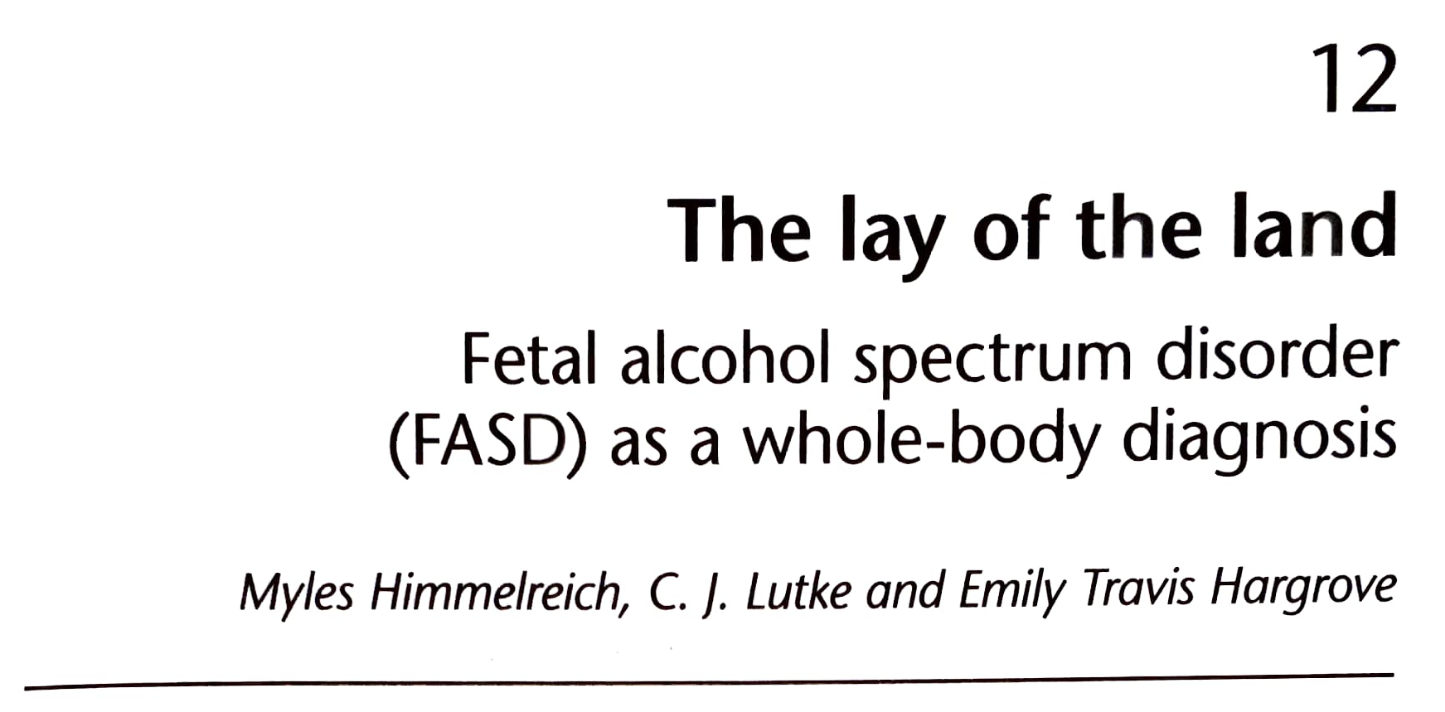 12
The lay of the land
Fetal alcohol spectrum disorder
(FASD) as a whole-body diagnosis
Myles Himmelreich, C. J. Lutke and Emily Travis Hargrove